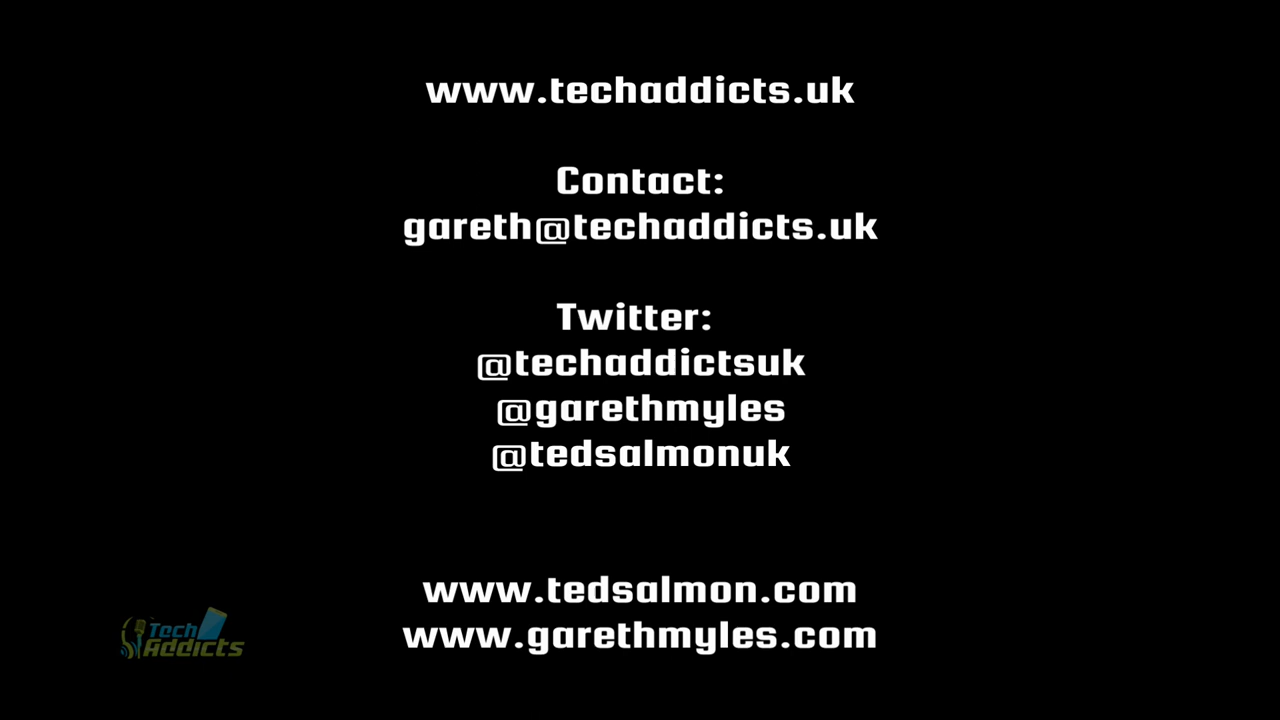 www.techaddicts.uk
Contact:
gareth@techaddicts.uk
Twitter:
@techaddictsuk
@garethmyles
@tedsalmonuk
www.tedsalmon.com
www.garethmyles.com
Tech
Addicts